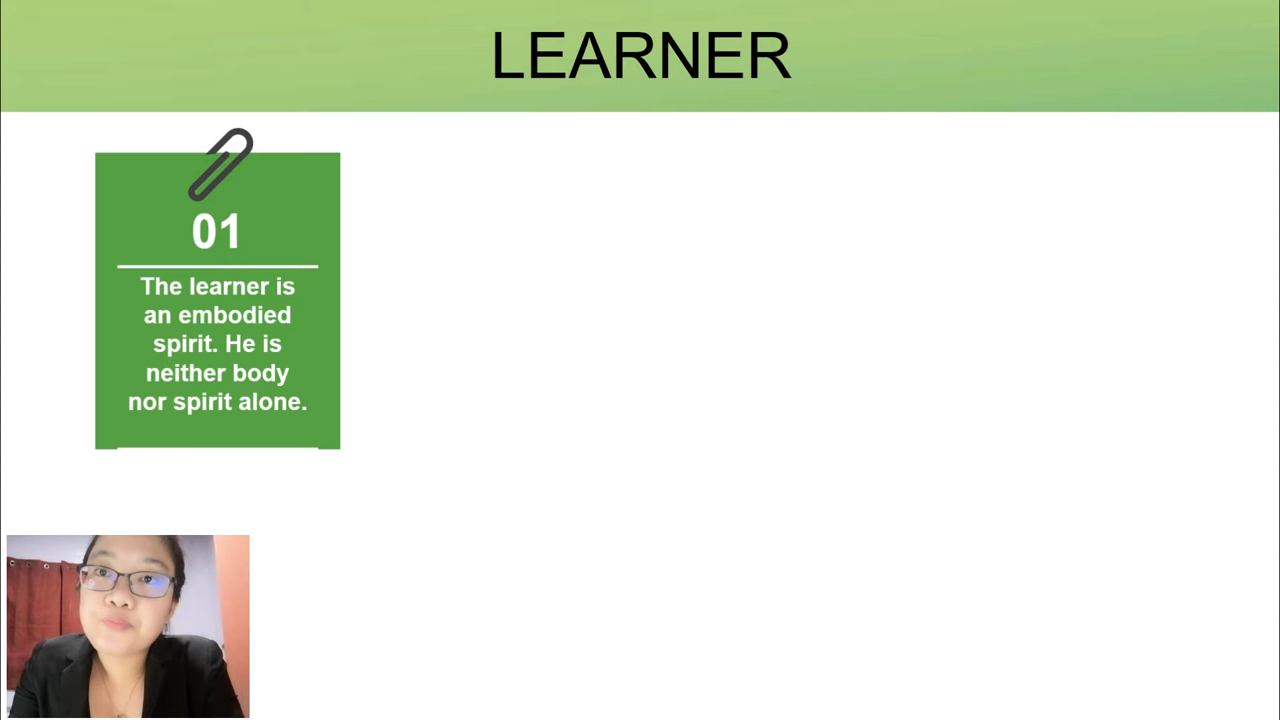 LEARNER
01
The learner is
an embodied
spirit. He is
neither body
nor spirit alone.